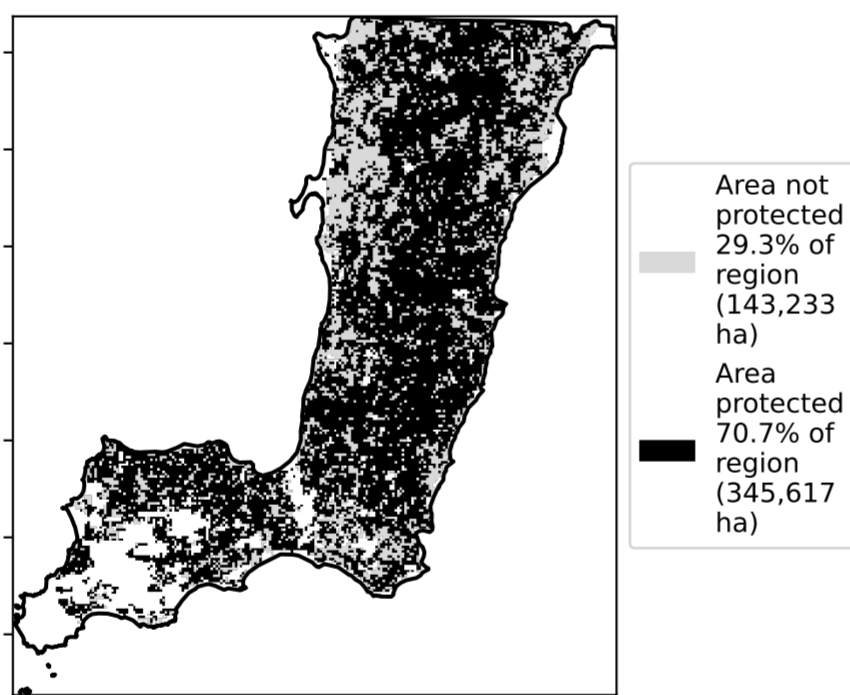 Area not
protected
29.3% of
region
(143,233
ha)
Area
protected
70.7% of
region
(345,617
ha)